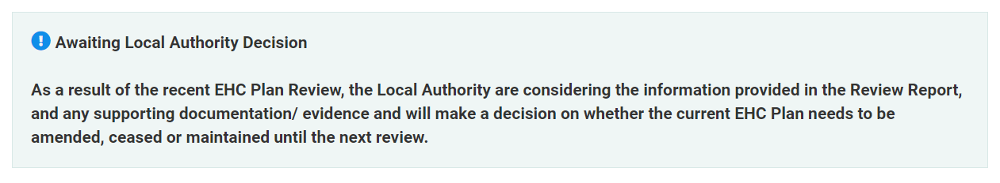 Awaiting Local Authority Decision
As a result of the recent EHC Plan Review, the Local Authority are considering the information provided in the Review Report,
and any supporting documentation/ evidence and will make a decision on whether the current EHC Plan needs to be
amended, ceased or maintained until the next review.